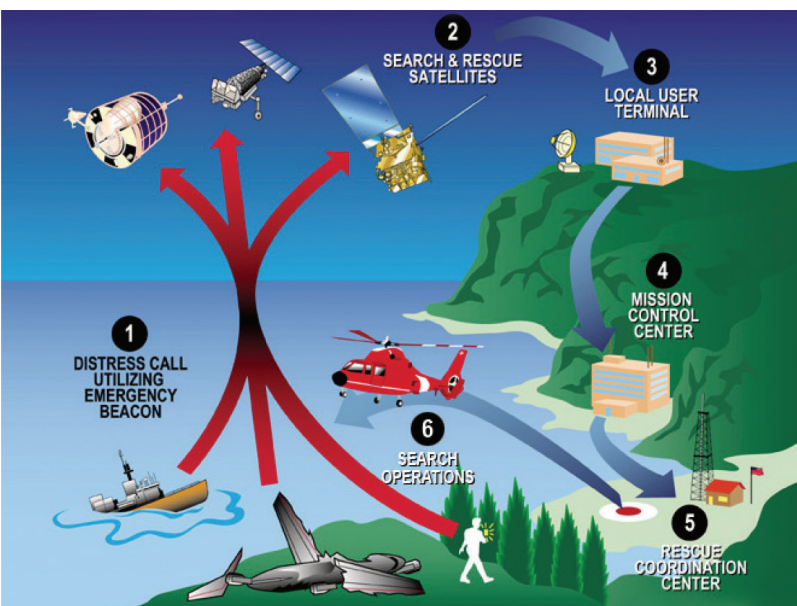 1
DISTRESS CALL
UTILIZING
EMERGENCY
BEACON
2
SEARCH & RESCUE
SATELLITES
3
LOCAL USER
TERMINAL
4
MISSION
CONTROL
CENTER
5
RESCUE
COORDINATION
CENTER
6
SEARCH
OPERATIONS